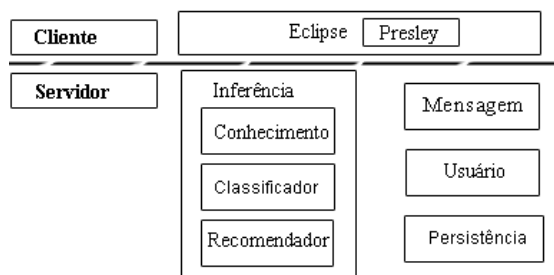 Cliente
Eclipse Presley
Servidor
Inferência
Conhecimento
Classificador
Recomendador
Mensagem
Usuário
Persistência